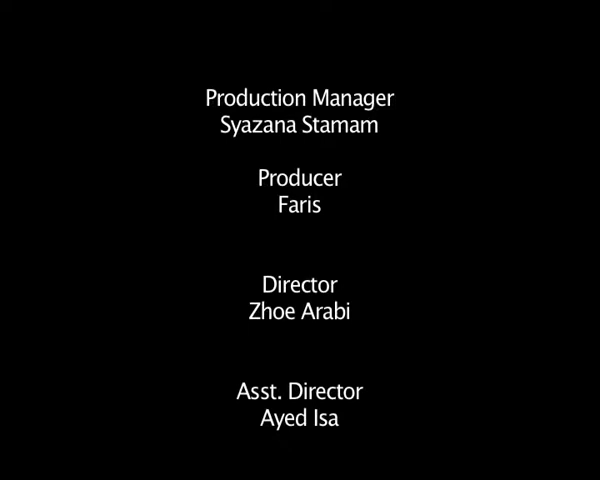 Production Manager
Syazana Stamam
Producer
Faris
Director
Zhoe Arabi
Asst. Director
Ayed Isa